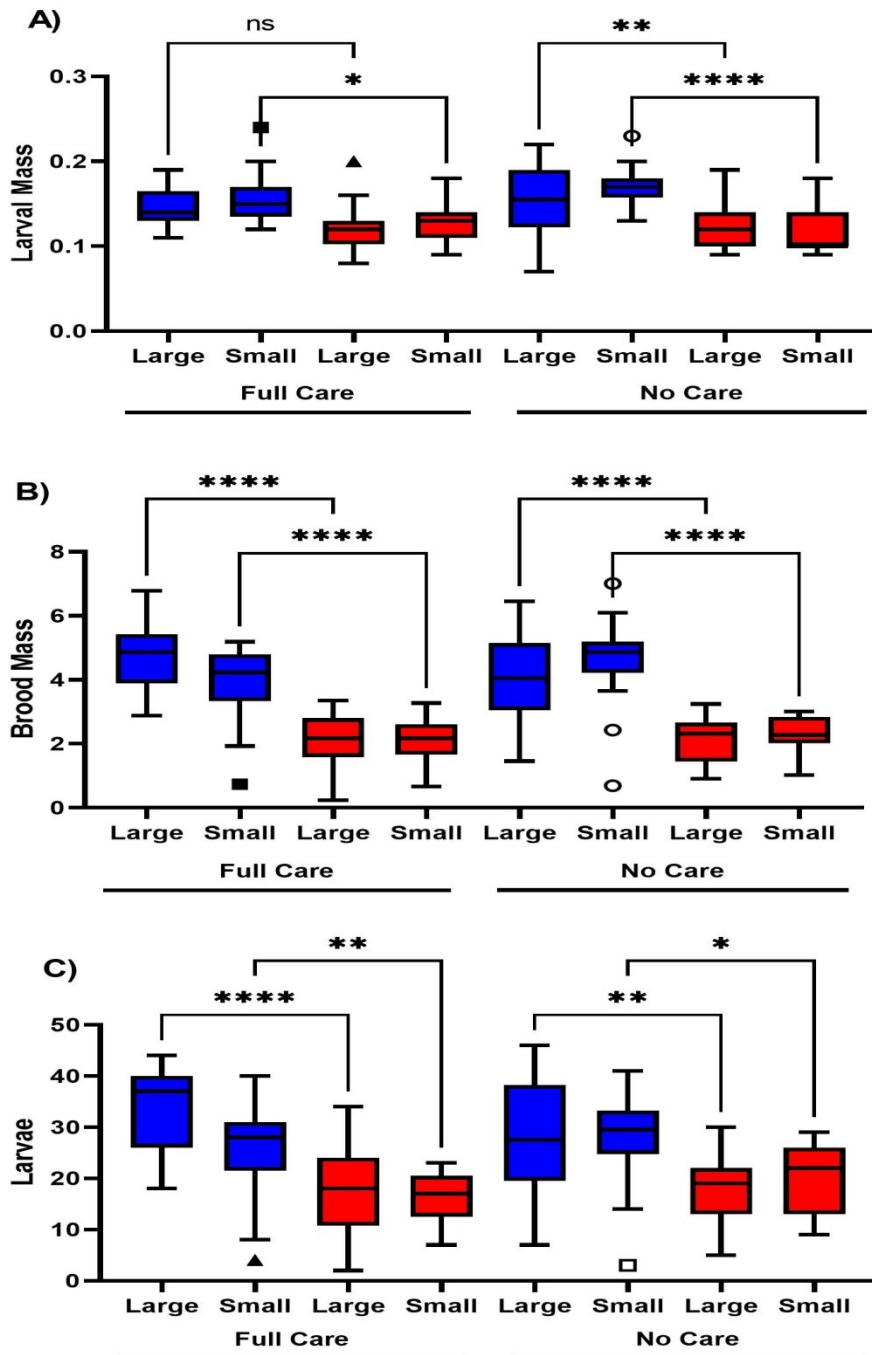 A)
ns
**
*
****
Larval Mass
0.3
0.2
0.1
0.0
Large Small Large Small Large Small Large Small
Full Care No Care
B)
****
****
****
****
Brood Mass
8
6
4
2
0
Large Small Large Small Large Small Large Small
Full Care No Care
C)
**
*
****
**
Larvae
50
40
30
20
10
0
Large Small Large Small Large Small Large Small
Full Care No Care